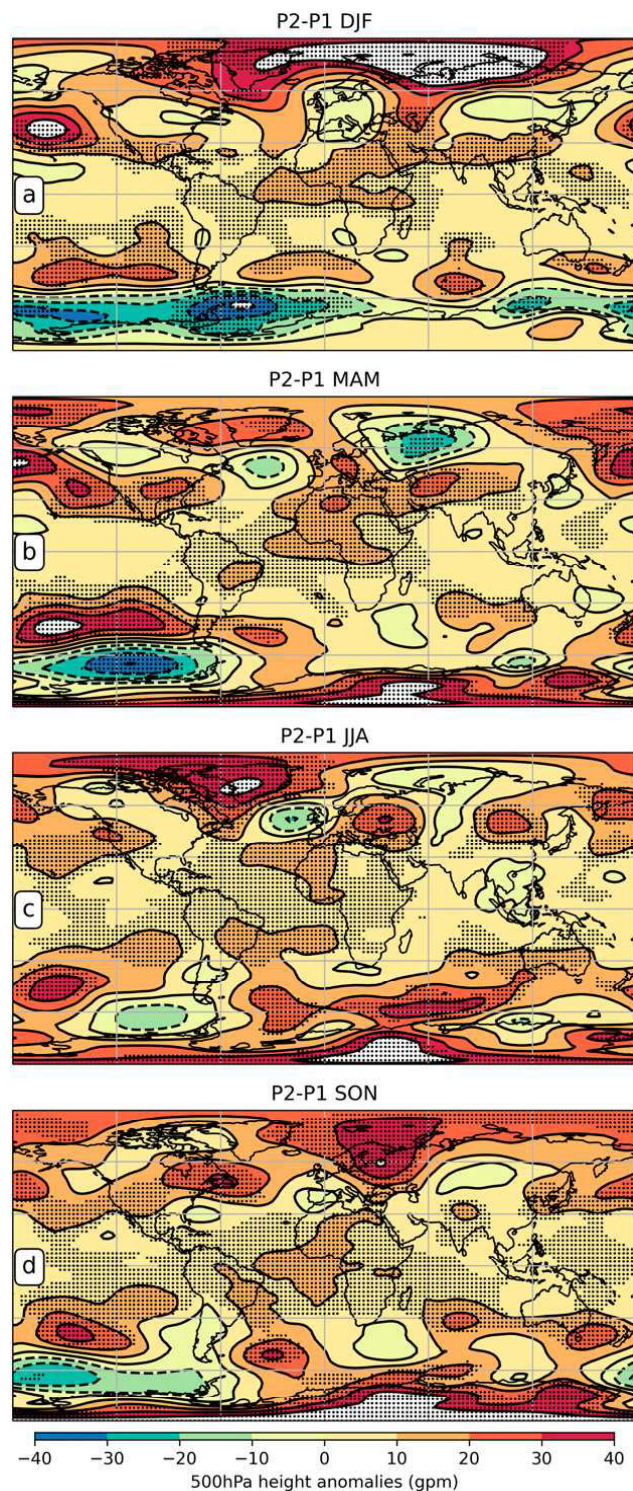 P2-P1 DJF
a
P2-P1 MAM
b
P2-P1 JJA
c
P2-P1 SON
d
−40 −30 −20 −10 0 10 20 30 40
500hPa height anomalies (gpm)